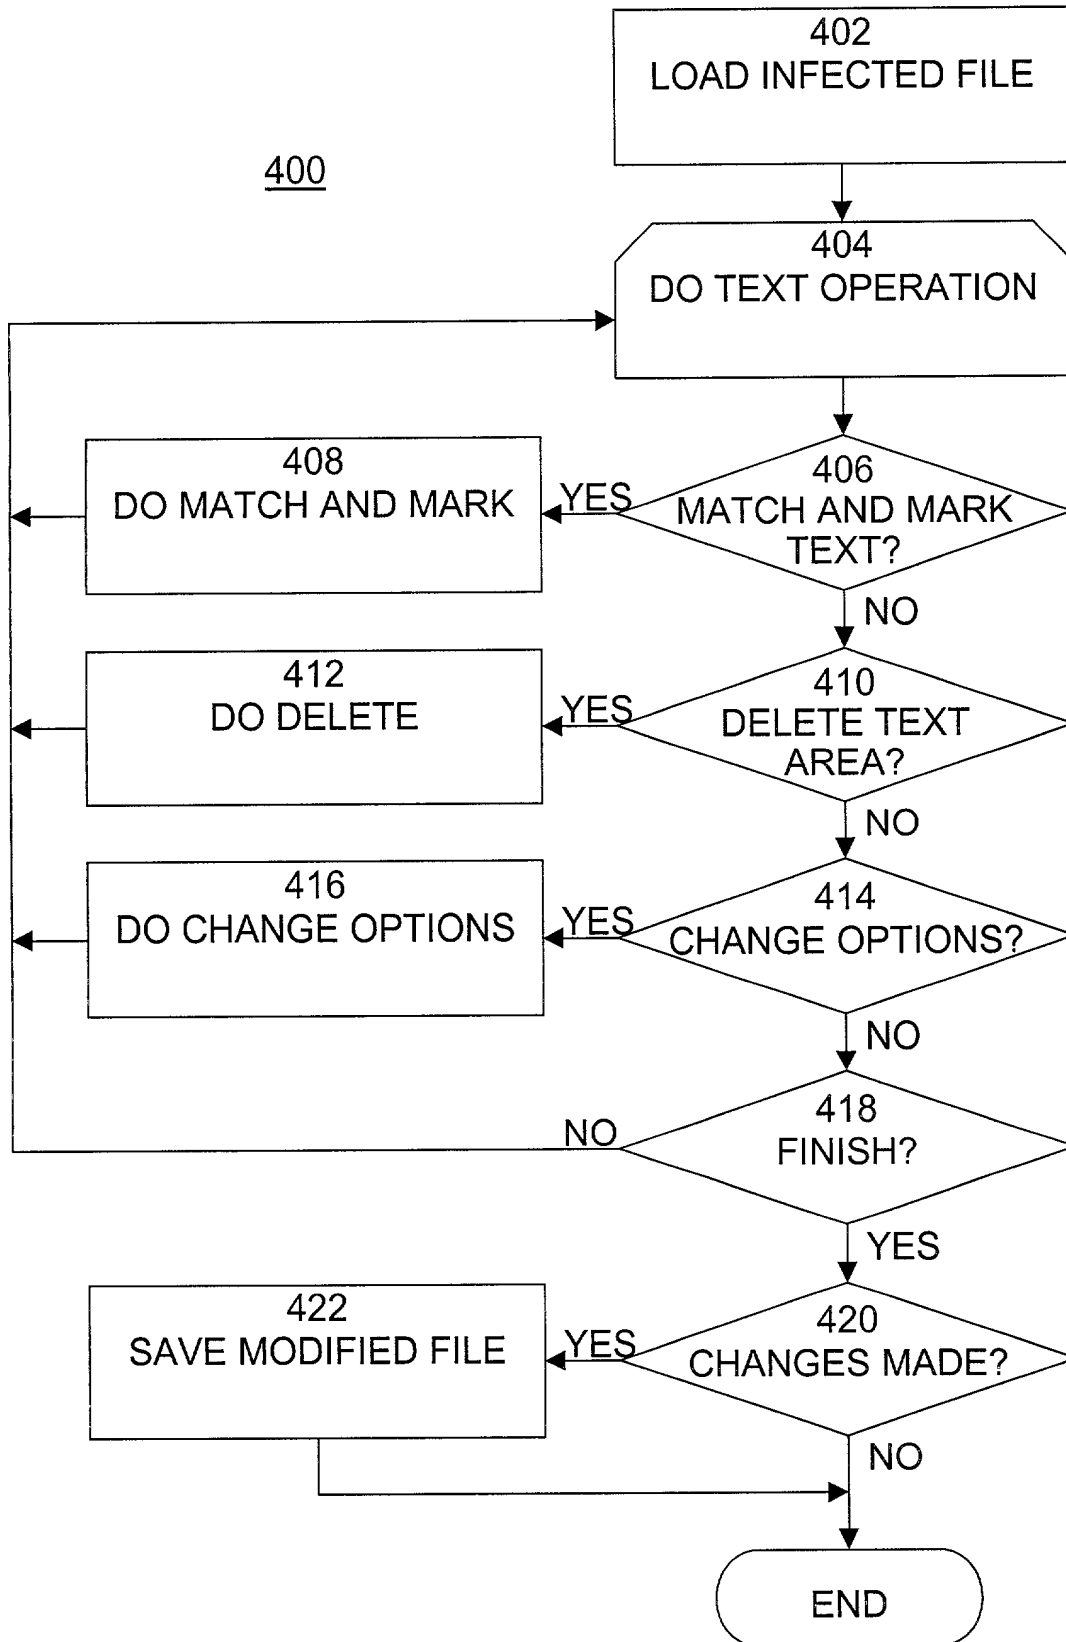 402
LOAD INFECTED FILE
400
404
DO TEXT OPERATION
408
DO MATCH AND MARK
YES
406
MATCH AND MARK
TEXT?
NO
412
DO DELETE
YES
410
DELETE TEXT
AREA?
NO
416
DO CHANGE OPTIONS
YES
414
CHANGE OPTIONS?
NO
418
FINISH?
NO
YES
422
SAVE MODIFIED FILE
YES
420
CHANGES MADE?
NO
END